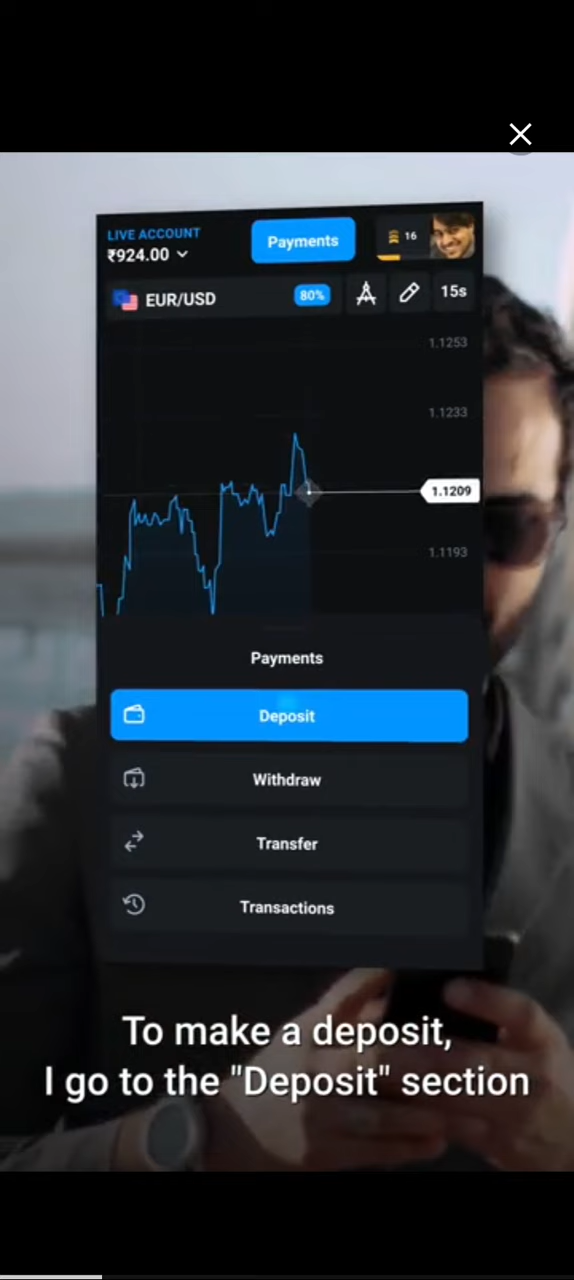 LIVE ACCOUNT
₹924.00
Payments
16
EUR/USD
80%
15s
1.1253
1.1233
1.1209
1.1193
Payments
Deposit
Withdraw
Transfer
Transactions
To make a deposit,
I go to the "Deposit" section